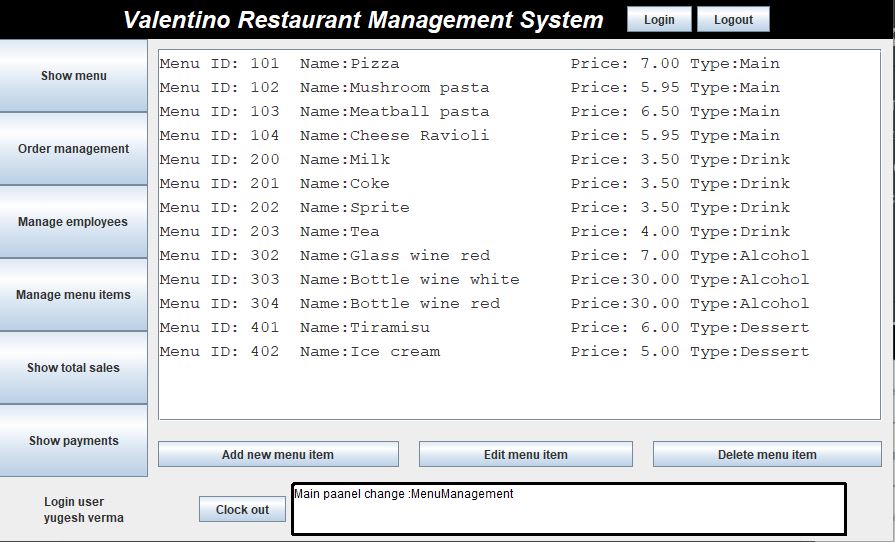 Valentino Restaurant Management System Login Logout
Show menu
Order management
Manage employees
Manage menu items
Show total sales
Show payments
Menu ID: 101 Name:Pizza Price: 7.00 Type:Main
Menu ID: 102 Name:Mushroom pasta Price: 5.95 Type:Main
Menu ID: 103 Name:Meatball pasta Price: 6.50 Type:Main
Menu ID: 104 Name:Cheese Ravioli Price: 5.95 Type:Main
Menu ID: 200 Name:Milk Price: 3.50 Type:Drink
Menu ID: 201 Name:Coke Price: 3.50 Type:Drink
Menu ID: 202 Name:Sprite Price: 3.50 Type:Drink
Menu ID: 203 Name:Tea Price: 4.00 Type:Drink
Menu ID: 302 Name:Glass wine red Price: 7.00 Type:Alcohol
Menu ID: 303 Name:Bottle wine white Price:30.00 Type:Alcohol
Menu ID: 304 Name:Bottle wine red Price:30.00 Type:Alcohol
Menu ID: 401 Name:Tiramisu Price: 6.00 Type:Dessert
Menu ID: 402 Name:Ice cream Price: 5.00 Type:Dessert
Add new menu item Edit menu item Delete menu item
Login user
yugesh verma
Clock out
Main paanel change :MenuManagement